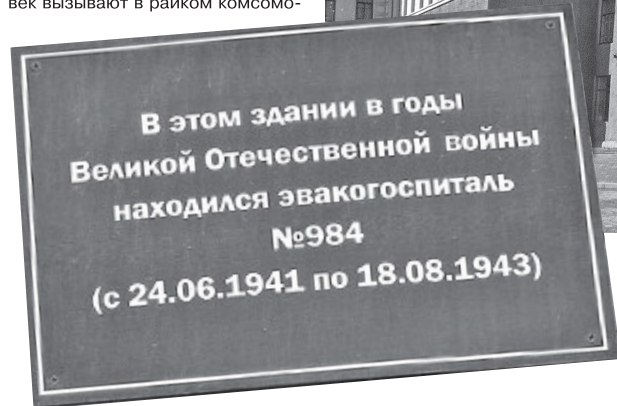 век вызывают в райком комсомо-
В этом здании в годы
Великой Отечественной войны
находился эвакогоспиталь
№984
(с 24.06.1941 по 18.08.1943)